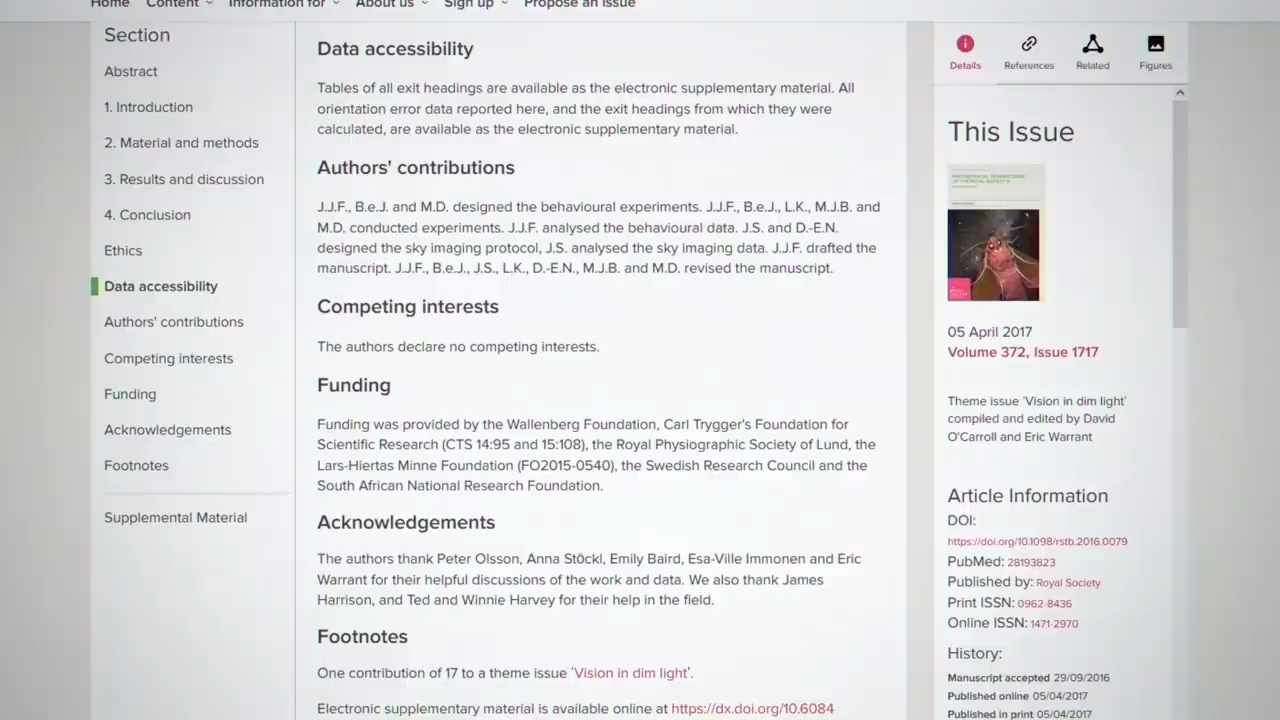 Home Content Information for About us Sign up Propose an issue
Section
Abstract
1. Introduction
2. Material and methods
3. Results and discussion
4. Conclusion
Ethics
Data accessibility
Authors' contributions
Competing interests
Funding
Acknowledgements
Footnotes
Supplemental Material
Data accessibility
Tables of all exit headings are available as the electronic supplementary material. All
orientation error data reported here, and the exit headings from which they were
calculated, are available as the electronic supplementary material.
Authors' contributions
J.J.F., B.e.J. and M.D. designed the behavioural experiments. J.J.F., B.e.J., L.K., M.J.B. and
M.D. conducted experiments. J.J.F. analysed the behavioural data. J.S. and D.-E.N.
designed the sky imaging protocol, J.S. analysed the sky imaging data. J.J.F. drafted the
manuscript. J.J.F., B.e.J., J.S., L.K., D.-E.N., M.J.B. and M.D. revised the manuscript.
Competing interests
The authors declare no competing interests.
Funding
Funding was provided by the Wallenberg Foundation, Carl Trygger's Foundation for
Scientific Research (CTS 14:95 and 15:108), the Royal Physiographic Society of Lund, the
Lars-Hiertas Minne Foundation (FO2015-0540), the Swedish Research Council and the
South African National Research Foundation.
Acknowledgements
The authors thank Peter Olsson, Anna Stöckl, Emily Baird, Esa-Ville Immonen and Eric
Warrant for their helpful discussions of the work and data. We also thank James
Harrison, and Ted and Winnie Harvey for their help in the field.
Footnotes
One contribution of 17 to a theme issue 'Vision in dim light'.
Electronic supplementary material is available online at https://dx.doi.org/10.6084
Details References Related Figures
This Issue
05 April 2017
Volume 372, Issue 1717
Theme issue 'Vision in dim light'
compiled and edited by David
O'Carroll and Eric Warrant
Article Information
DOI:
https://doi.org/10.1098/rstb.2016.0079
PubMed: 28193823
Published by: Royal Society
Print ISSN: 0962-8436
Online ISSN: 1471-2970
History:
Manuscript accepted 29/09/2016
Published online 05/04/2017
Published in print 05/04/2017